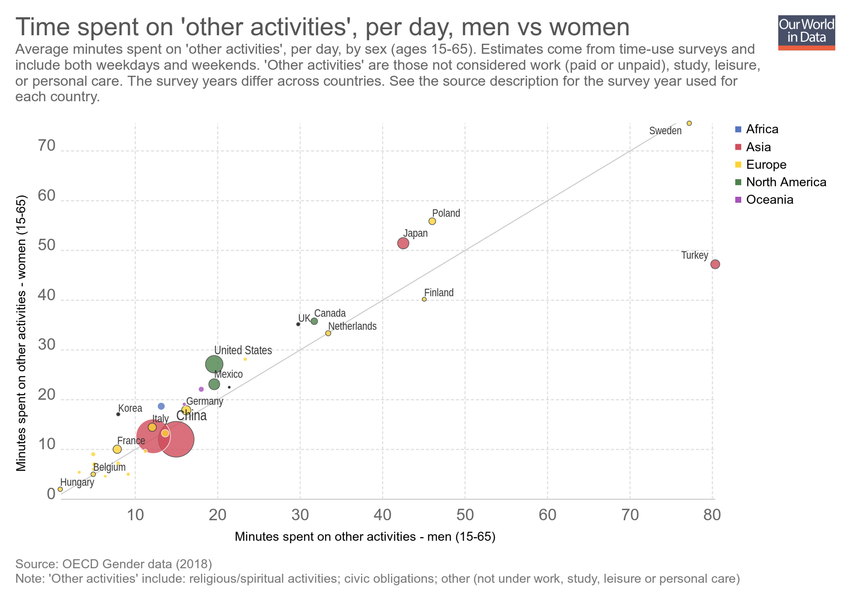 Time spent on 'other activities', per day, men vs women
Our World
in Data
Average minutes spent on 'other activities', per day, by sex (ages 15-65). Estimates come from time-use surveys and
include both weekdays and weekends. 'Other activities' are those not considered work (paid or unpaid), study, leisure,
or personal care. The survey years differ across countries. See the source description for the survey year used for
each country.
Africa
Asia
Europe
North America
Oceania
Minutes spent on other activities - women (15-65)
70
60
50
40
30
20
10
0
Sweden
Poland
Japan
Turkey
Finland
UK
Canada
Netherlands
United States
Mexico
Germany
Korea
China
Italy
France
Belgium
Hungary
10
20
30
40
50
60
70
80
Minutes spent on other activities - men (15-65)
Source: OECD Gender data (2018)
Note: 'Other activities' include: religious/spiritual activities; civic obligations; other (not under work, study, leisure or personal care)